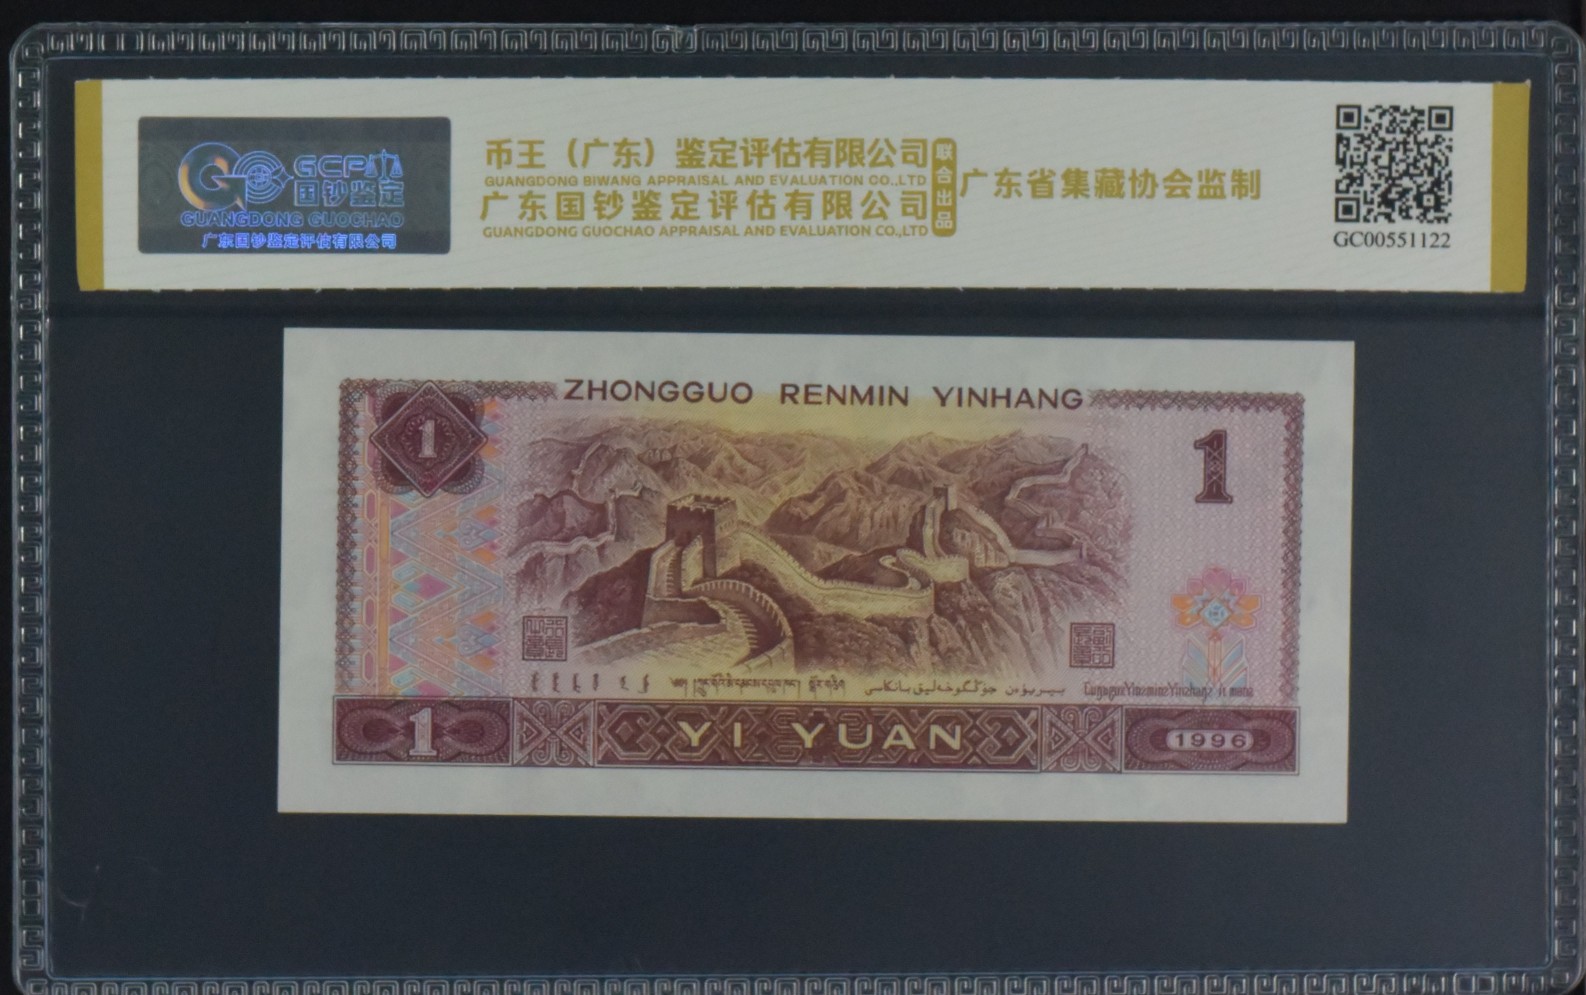 GCP
国钞鉴定
GUANGDONG GUOCHAO
广东国钞鉴定评估有限公司
币王（广东）鉴定评估有限公司
GUANGDONG BIWANG APPRAISAL AND EVALUATION CO.,LTD
广东国钞鉴定评估有限公司
GUANGDONG GUOCHAO APPRAISAL AND EVALUATION CO.,LTD
联合出品
广东省集藏协会监制
GC00551122
ZHONGGUO RENMIN YINHANG
1
1
1
YI YUAN
1996